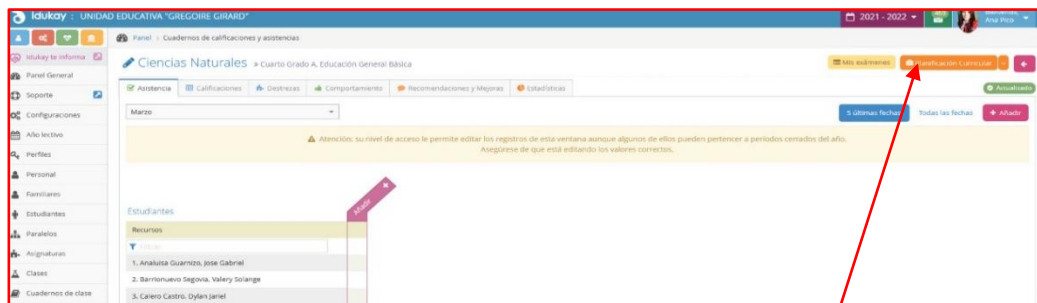 idukay : UNIDAD EDUCATIVA "GREGOIRE GIRARD"
2021 - 2022
Ana Pico
Panel : Cuadernos de calificaciones y asistencias
Idukay te informa
Ciencias Naturales » Cuarto Grado A, Educación General Básica
Mis exámenes
Planificación Curricular
Panel General
Asistencia
Calificaciones
Destrezas
Comportamiento
Recomendaciones y Mejoras
Estadísticas
Actualizado
Soporte
Marzo
5 últimas fechas
Todas las fechas
+ Añadir
Configuraciones
Año lectivo
Atención: su nivel de acceso le permite editar los registros de esta ventana aunque algunos de ellos pueden pertenecer a períodos cerrados del año.
Asegúrese de que está editando los valores correctos.
Perfiles
Personal
Familiares
Estudiantes
Estudiantes
Añadir
Paralelos
Recursos
Asignaturas
Clases
1. Analuisa Guarnizo, Jose Gabriel
2. Barrionuevo Segovia, Valery Solange
Cuadernos de clase
3. Calero Castro, Dylan Jariel